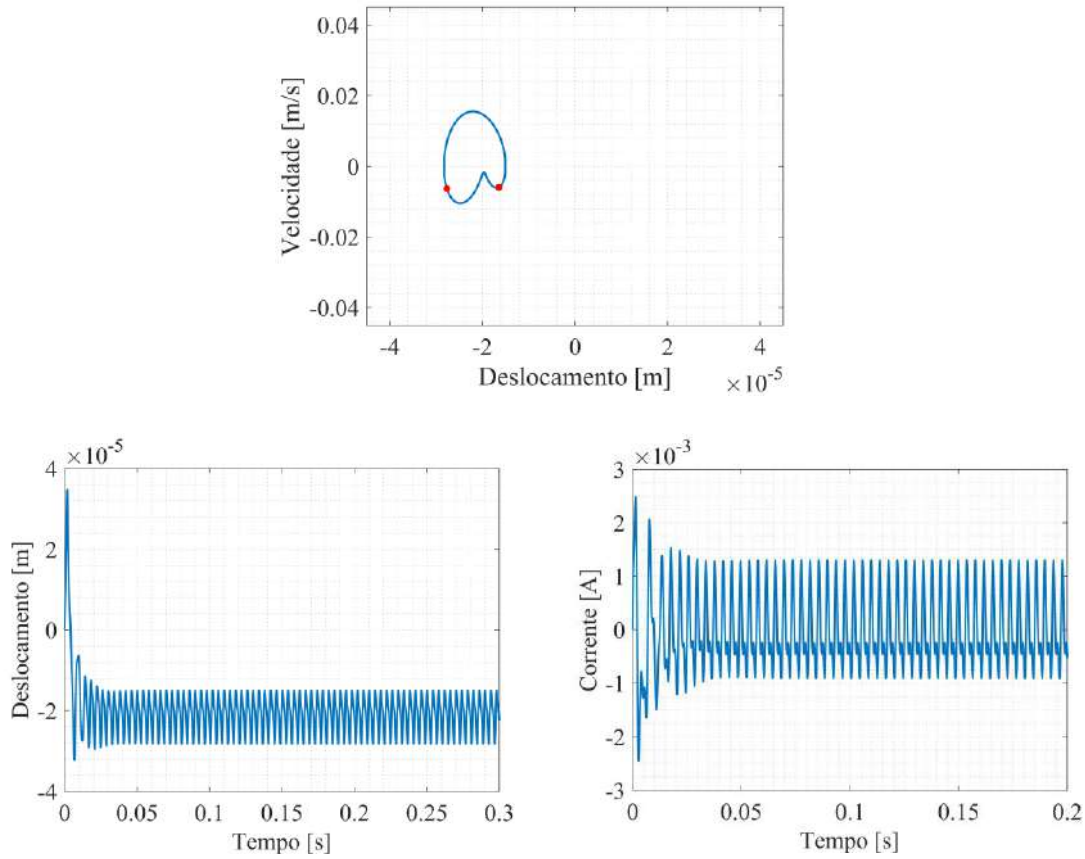 0.04
0.02
0
-0.02
-0.04
Velocidade [m/s]
-4 -2 0 2 4
Deslocamento [m] ×10⁻⁵
×10⁻⁵
4
2
0
-2
-4
Deslocamento [m]
0 0.05 0.1 0.15 0.2 0.25 0.3
Tempo [s]
×10⁻³
3
2
1
0
-1
-2
-3
Corrente [A]
0 0.05 0.1 0.15 0.2
Tempo [s]